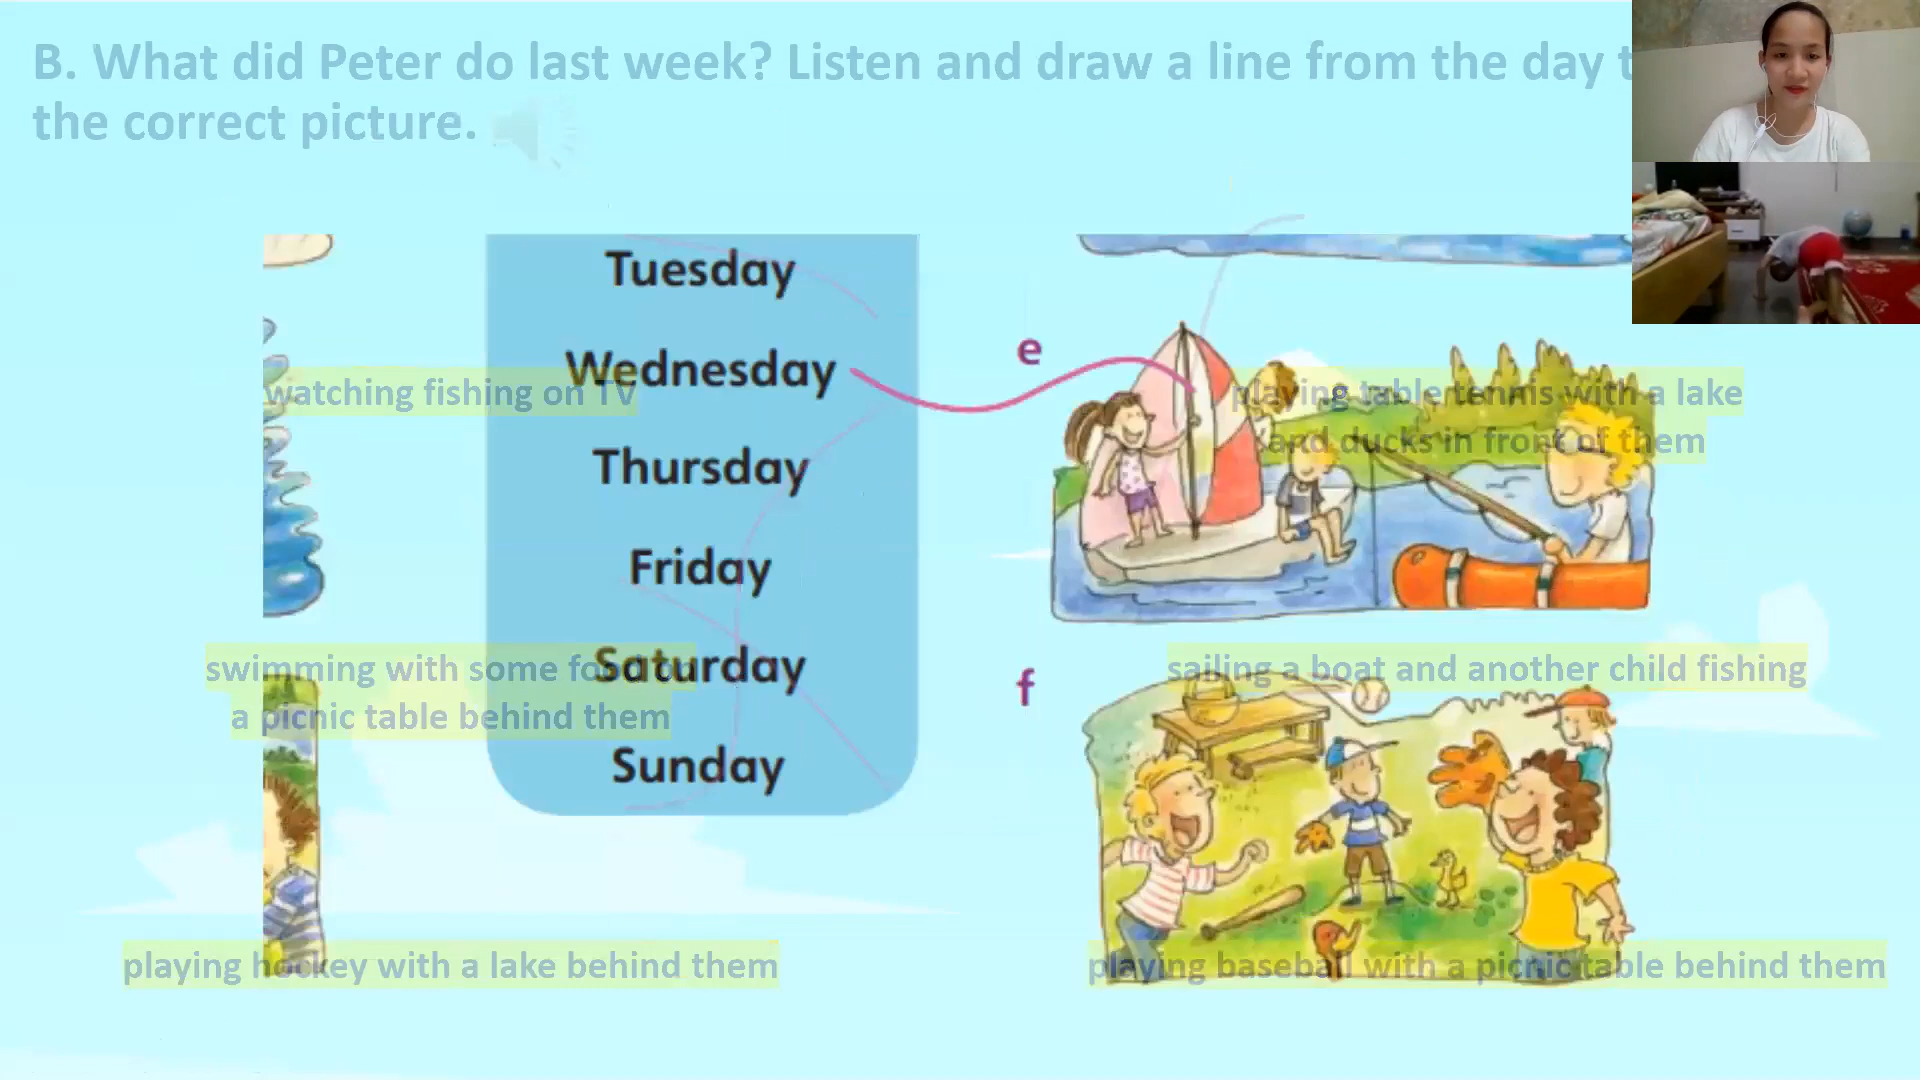 B. What did Peter do last week? Listen and draw a line from the day t
the correct picture.
Tuesday
Wednesday
Thursday
Friday
Saturday
Sunday
e
f
watching fishing on TV
playing table tennis with a lake
and ducks in front of them
swimming with some food on
a picnic table behind them
sailing a boat and another child fishing
playing hockey with a lake behind them
playing baseball with a picnic table behind them